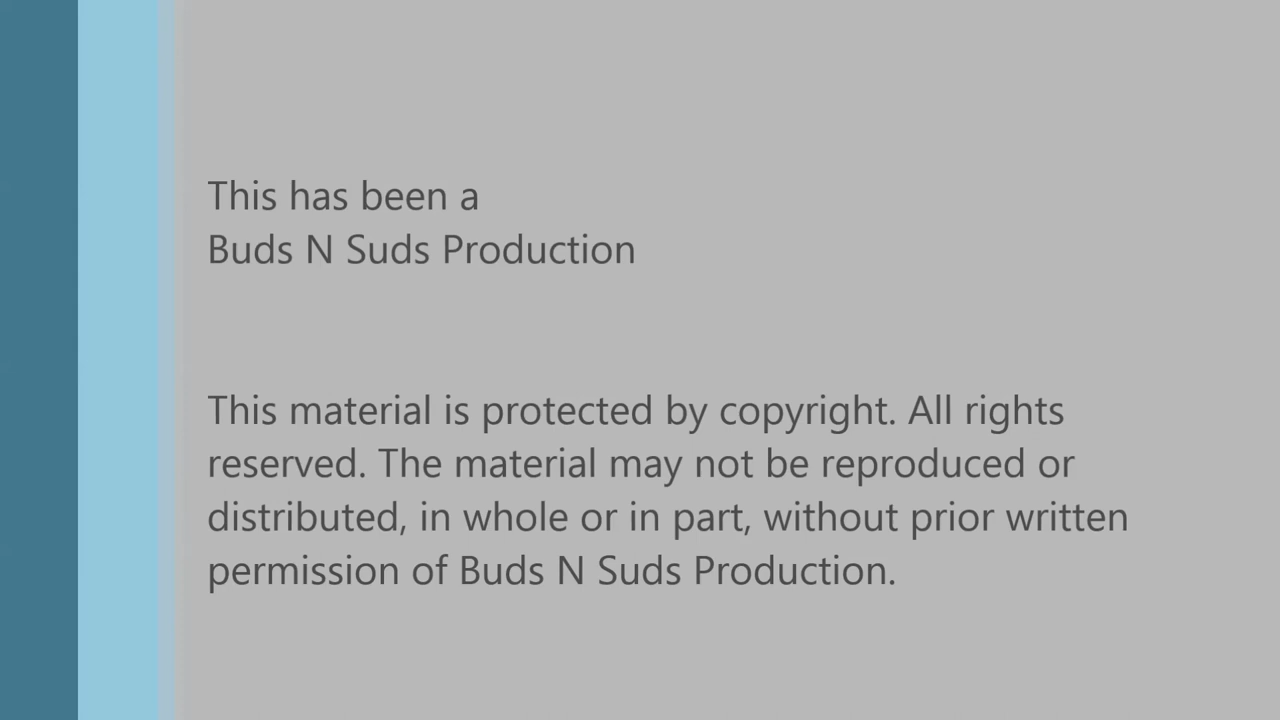 This has been a
Buds N Suds Production
This material is protected by copyright. All rights
reserved. The material may not be reproduced or
distributed, in whole or in part, without prior written
permission of Buds N Suds Production.